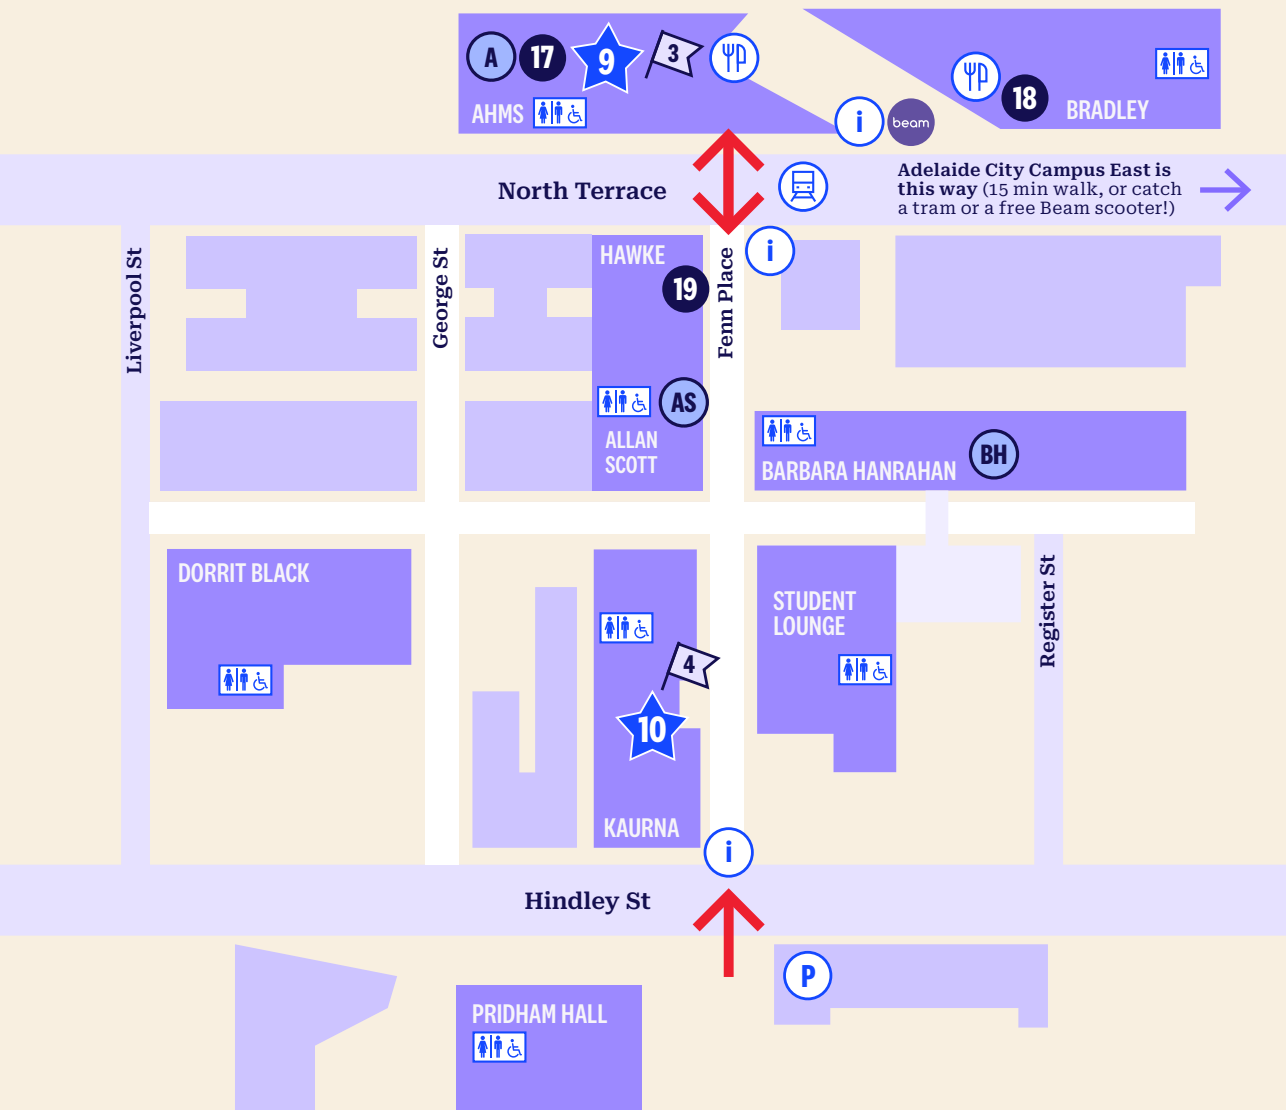 A
17
9
3
AHMS
18
BRADLEY
i
beam
North Terrace
Adelaide City Campus East is
this way (15 min walk, or catch
a tram or a free Beam scooter!)
Liverpool St
George St
HAWKE
19
Fenn Place
i
AS
ALLAN
SCOTT
BARBARA HANRAHAN
BH
DORRIT BLACK
4
10
KAURNA
STUDENT
LOUNGE
Register St
i
Hindley St
P
PRIDHAM HALL